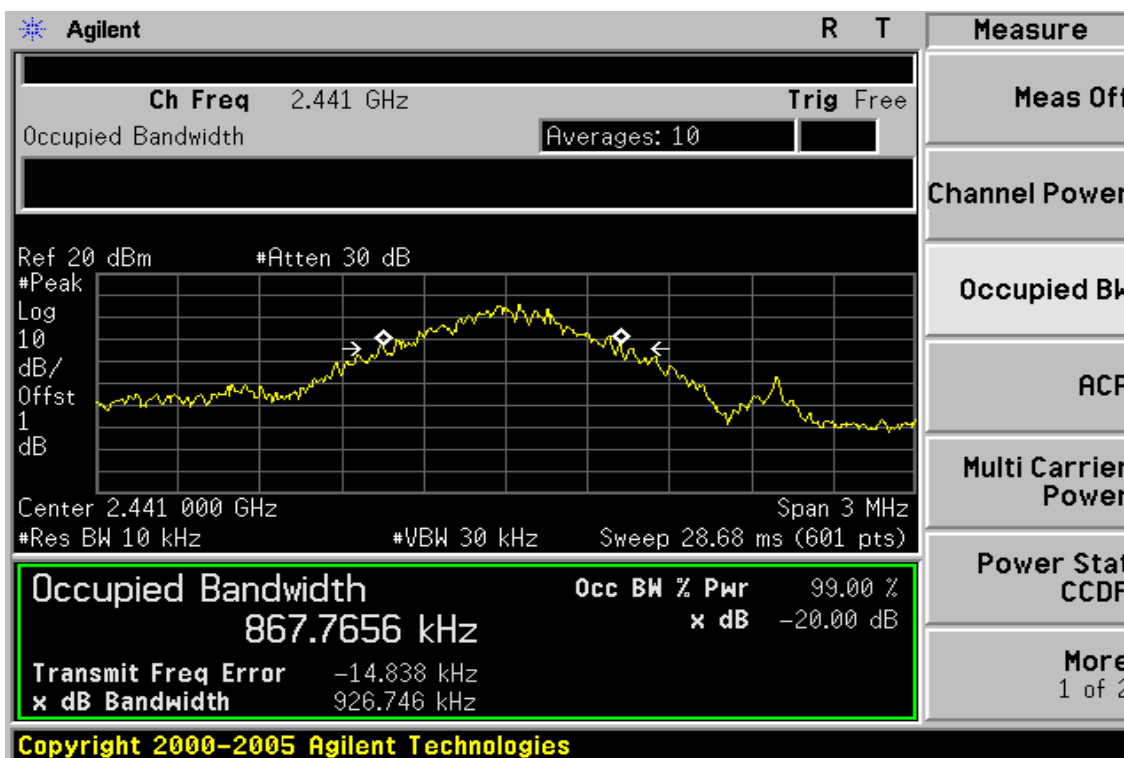 Agilent R T
Ch Freq 2.441 GHz Trig Free
Occupied Bandwidth Averages: 10
Ref 20 dBm #Atten 30 dB
#Peak
Log
10
dB/
Offst
1
dB
Center 2.441 000 GHz Span 3 MHz
#Res BW 10 kHz #VBW 30 kHz Sweep 28.68 ms (601 pts)
Occupied Bandwidth Occ BW % Pwr 99.00 %
867.7656 kHz x dB -20.00 dB
Transmit Freq Error -14.838 kHz
x dB Bandwidth 926.746 kHz
Copyright 2000-2005 Agilent Technologies
Measure
Meas Off
Channel Power
Occupied BW
ACP
Multi Carrier
Power
Power Stat
CCDF
More
1 of 2